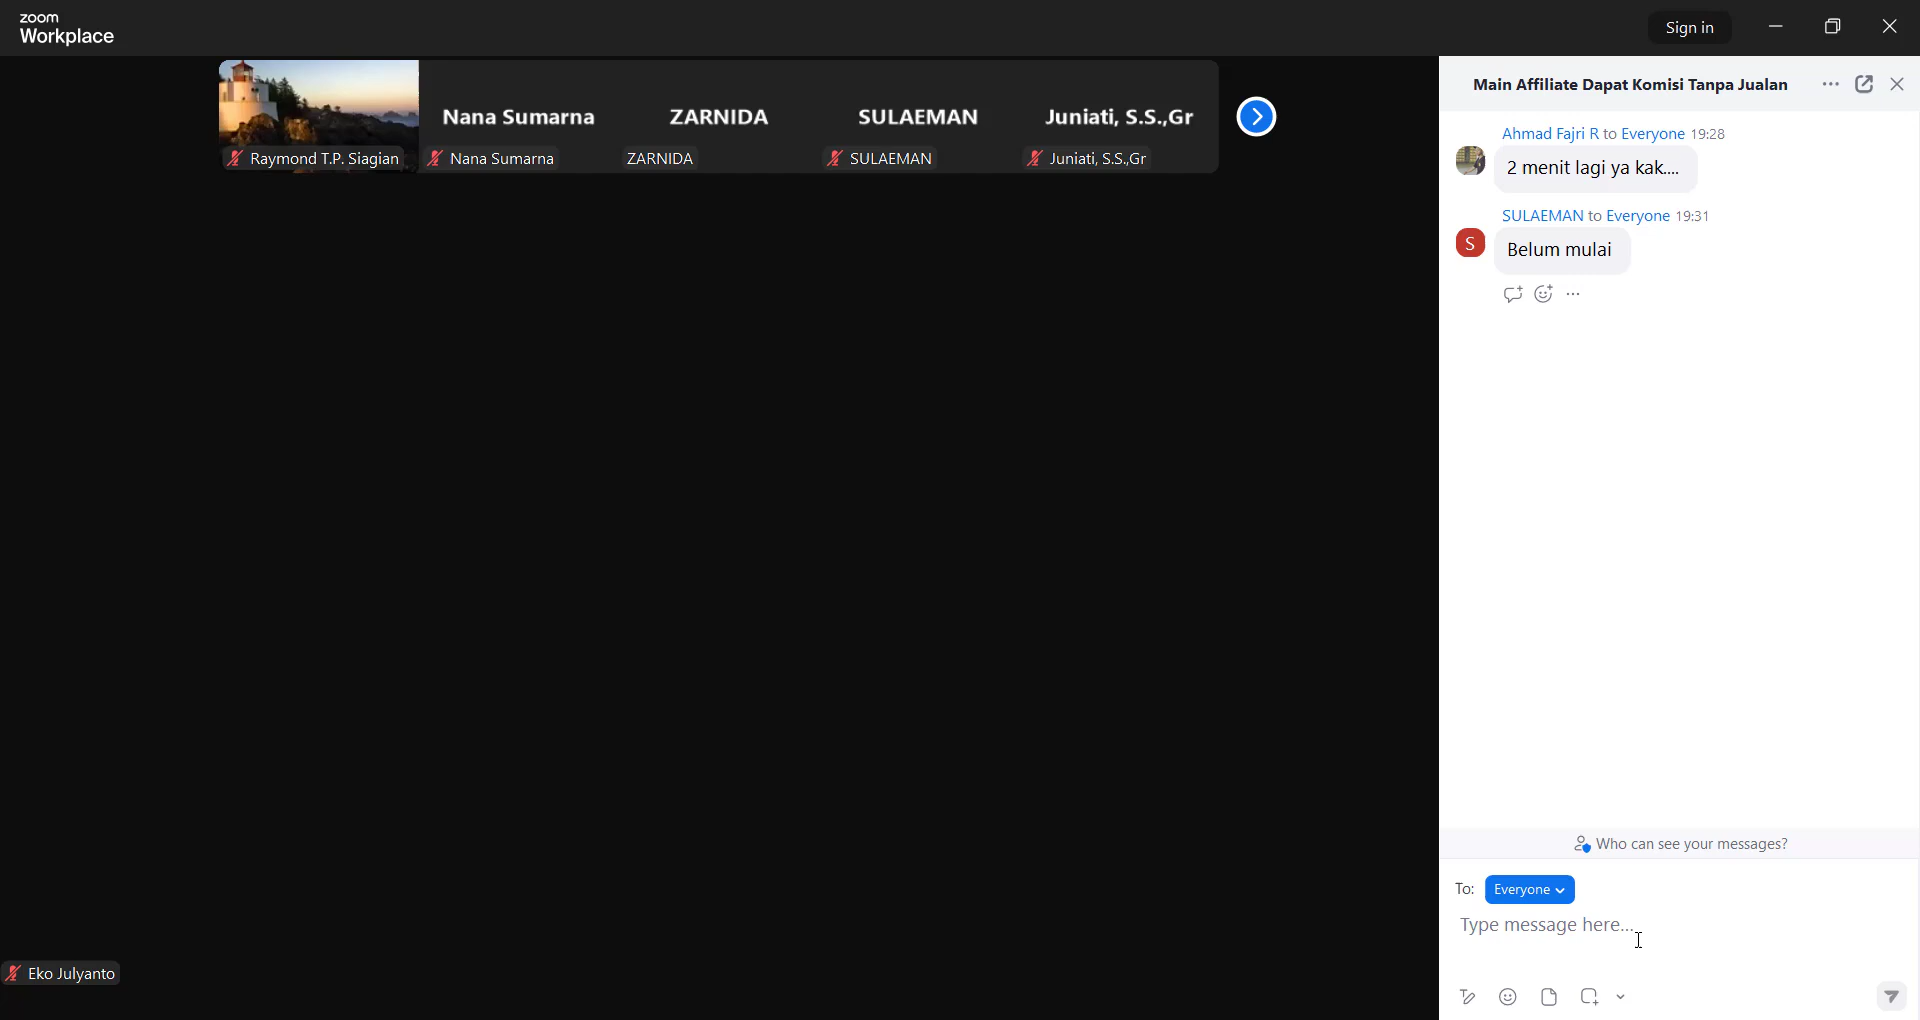 zoom
Workplace
Sign in
Nana Sumarna
ZARNIDA
SULAEMAN
Juniati, S.S.,Gr
Raymond T.P. Siagian
Nana Sumarna
ZARNIDA
SULAEMAN
Juniati, S.S.,Gr
Eko Julyanto
Main Affiliate Dapat Komisi Tanpa Jualan
Ahmad Fajri R to Everyone 19:28
2 menit lagi ya kak....
SULAEMAN to Everyone 19:31
S
Belum mulai
Who can see your messages?
To: Everyone
Type message here...